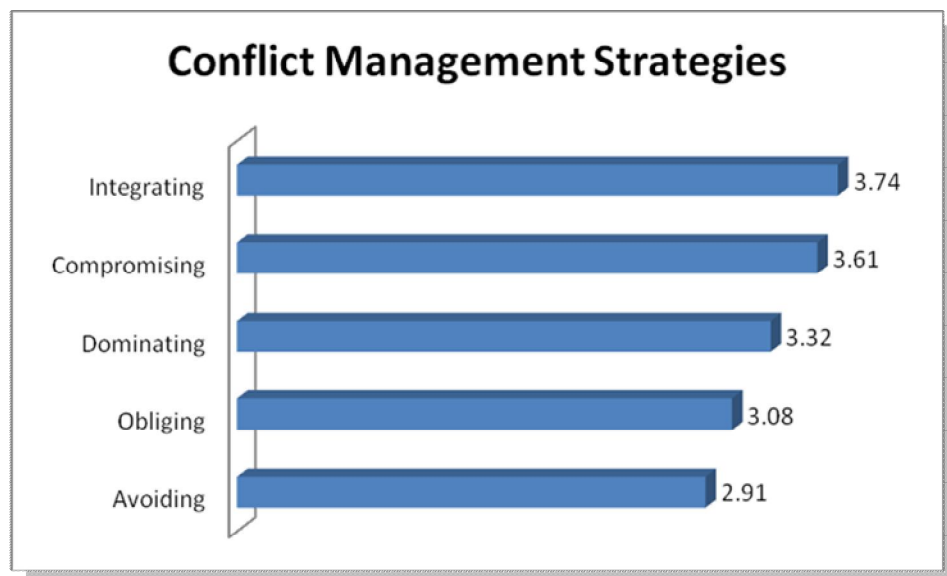 Conflict Management Strategies
Integrating 3.74
Compromising 3.61
Dominating 3.32
Obliging 3.08
Avoiding 2.91